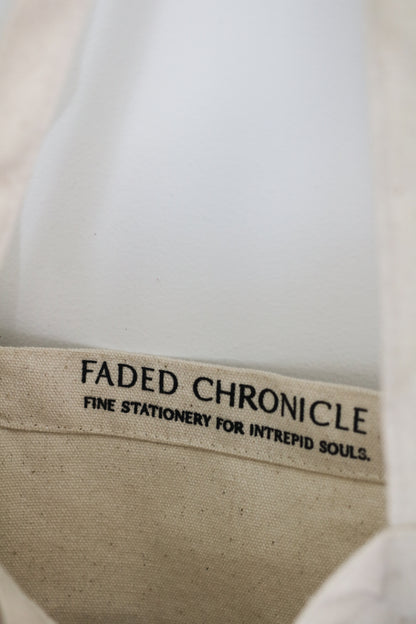 FADED CHRONICLE
FINE STATIONERY FOR INTREPID SOULS.